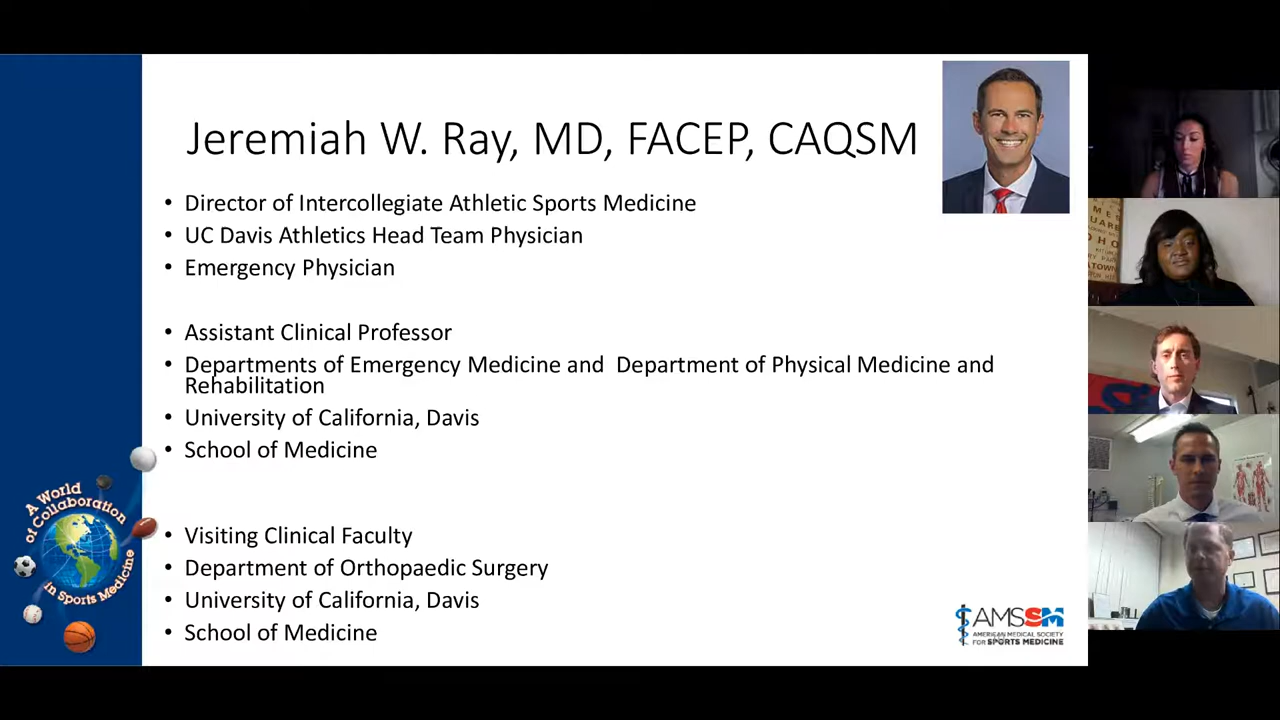 Jeremiah W. Ray, MD, FACEP, CAQSM
• Director of Intercollegiate Athletic Sports Medicine
• UC Davis Athletics Head Team Physician
• Emergency Physician
• Assistant Clinical Professor
• Departments of Emergency Medicine and  Department of Physical Medicine and
Rehabilitation
• University of California, Davis
• School of Medicine
• Visiting Clinical Faculty
• Department of Orthopaedic Surgery
• University of California, Davis
• School of Medicine
A World
of Collaboration
in Sports Medicine
AMSSM
AMERICAN MEDICAL SOCIETY
FOR SPORTS MEDICINE